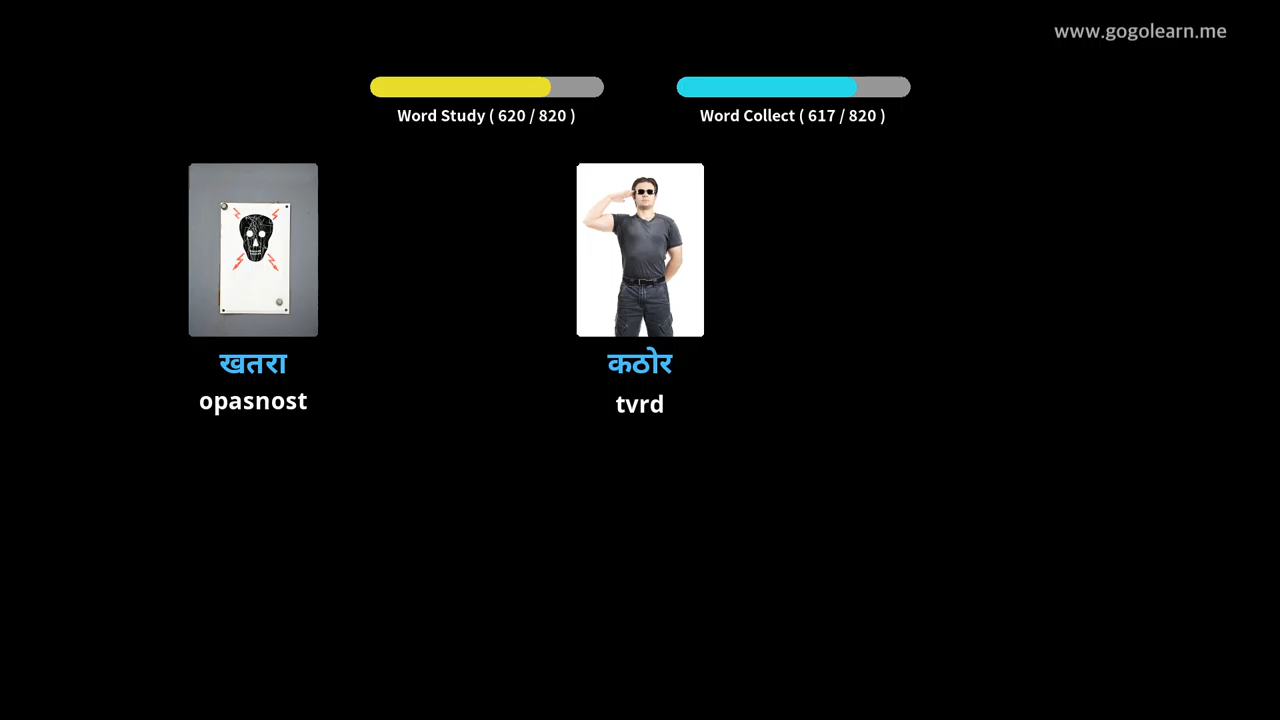 www.gogolearn.me
Word Study ( 620 / 820 )
Word Collect ( 617 / 820 )
खतरा
opasnost
कठोर
tvrd